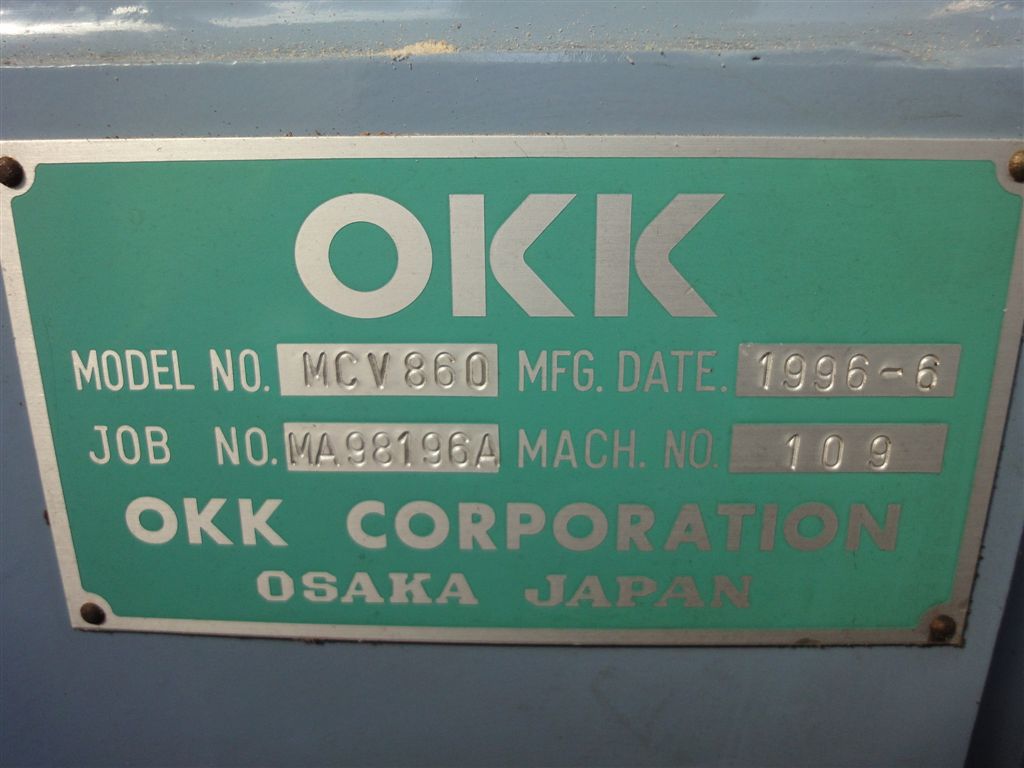 OKK
MODEL NO. MCV860 MFG. DATE. 1996-6
JOB NO. MA98196A MACH. NO. 109
OKK CORPORATION
OSAKA JAPAN